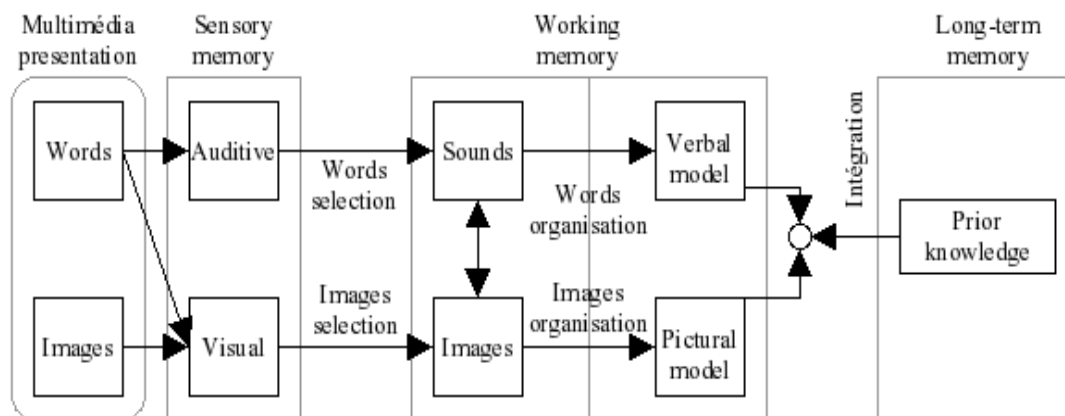 Multimédia
presentation
Sensory
memory
Working
memory
Long-term
memory
Words
Auditive
Words
selection
Sounds
Words
organisation
Verbal
model
Intégration
Prior
knowledge
Images
Visual
Images
selection
Images
Images
organisation
Pictural
model